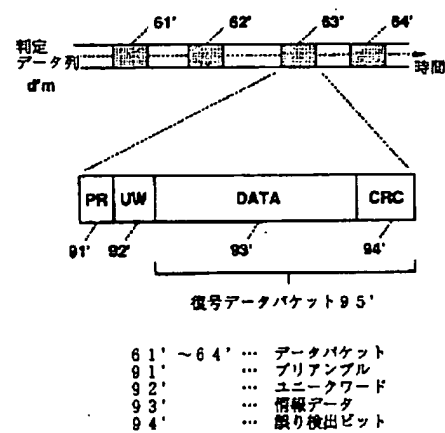 61' 62' 63' 64'
判定
データ列
d'm
時間
PR UW DATA CRC
91' 92' 93' 94'
復号データパケット95'
61'～64' … データパケット
91' … プリアンブル
92' … ユニークワード
93' … 情報データ
94' … 誤り検出ビット